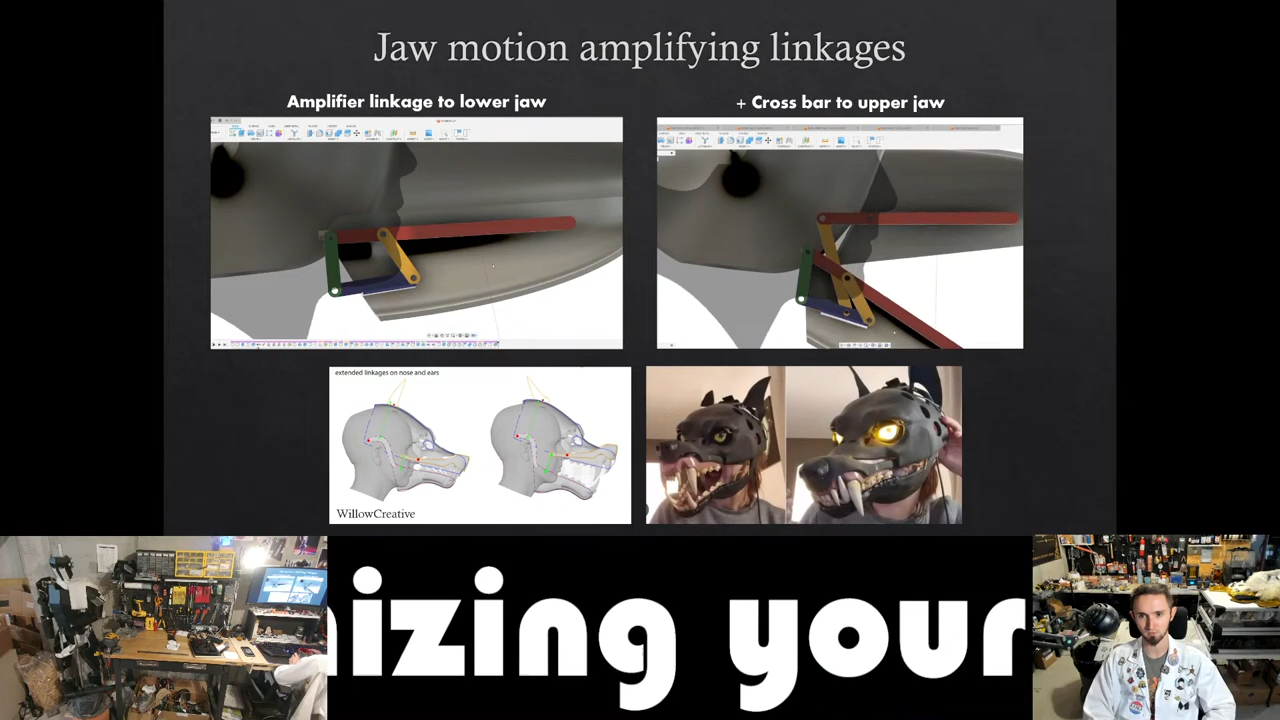 Jaw motion amplifying linkages
Amplifier linkage to lower jaw
+ Cross bar to upper jaw
extended linkages on nose and ears
WillowCreative
nizing your